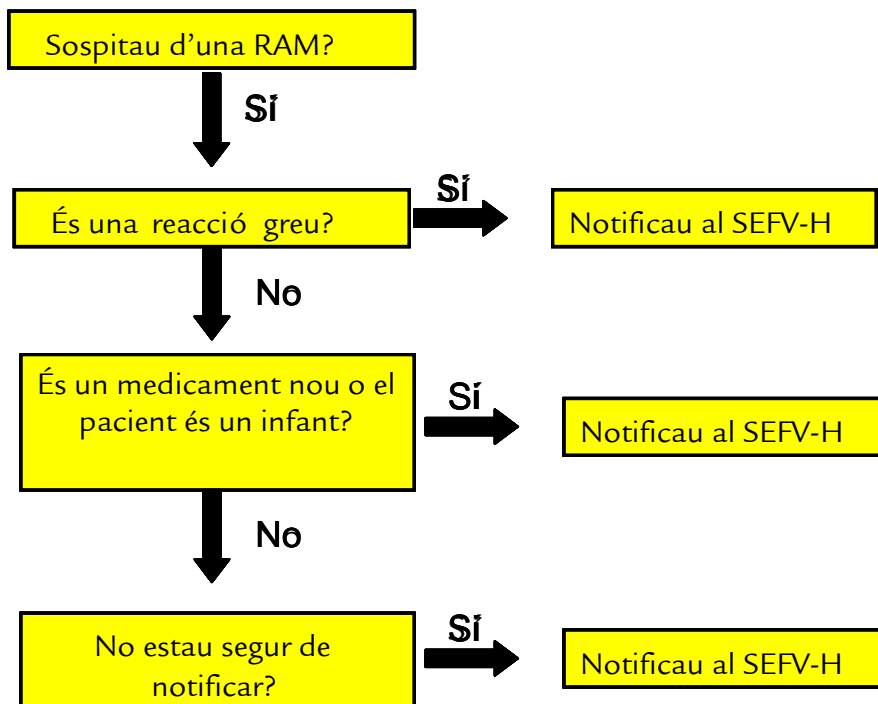 Sospitau d’una RAM?
Sí
És una reacció greu?
Sí
Notificau al SEFV-H
No
És un medicament nou o el
pacient és un infant?
Sí
Notificau al SEFV-H
No
No estau segur de
notificar?
Sí
Notificau al SEFV-H